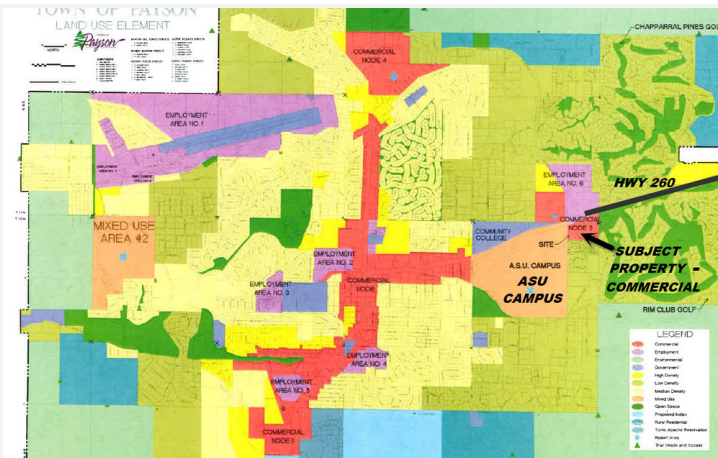 TOWN OF PAYSON
LAND USE ELEMENT
Payson
NORTH
CHAPPARRAL PINES GOL
COMMERCIAL
NODE 4
EMPLOYMENT
AREA NO. 1
EMPLOYMENT
AREA NO. 6
HWY 260
MIXED USE
AREA #2
COMMUNITY
COLLEGE
COMMERCIAL
NODE 3
SITE
SUBJECT
PROPERTY -
COMMERCIAL
A.S.U. CAMPUS
ASU
CAMPUS
EMPLOYMENT
AREA NO. 2
COMMERCIAL
NODE
EMPLOYMENT
AREA NO. 3
RIM CLUB GOLF
EMPLOYMENT
AREA NO. 4
EMPLOYMENT
AREA NO. 5
COMMERCIAL
NODE
LEGEND
Commercial
Employment
Environmental
Government
High Density
Low Density
Medium Density
Mixed Use
Open Space
Proposed Indian
Rural Residential
Tonto Apache Reservation
Resort Area
Trail Heads and Access